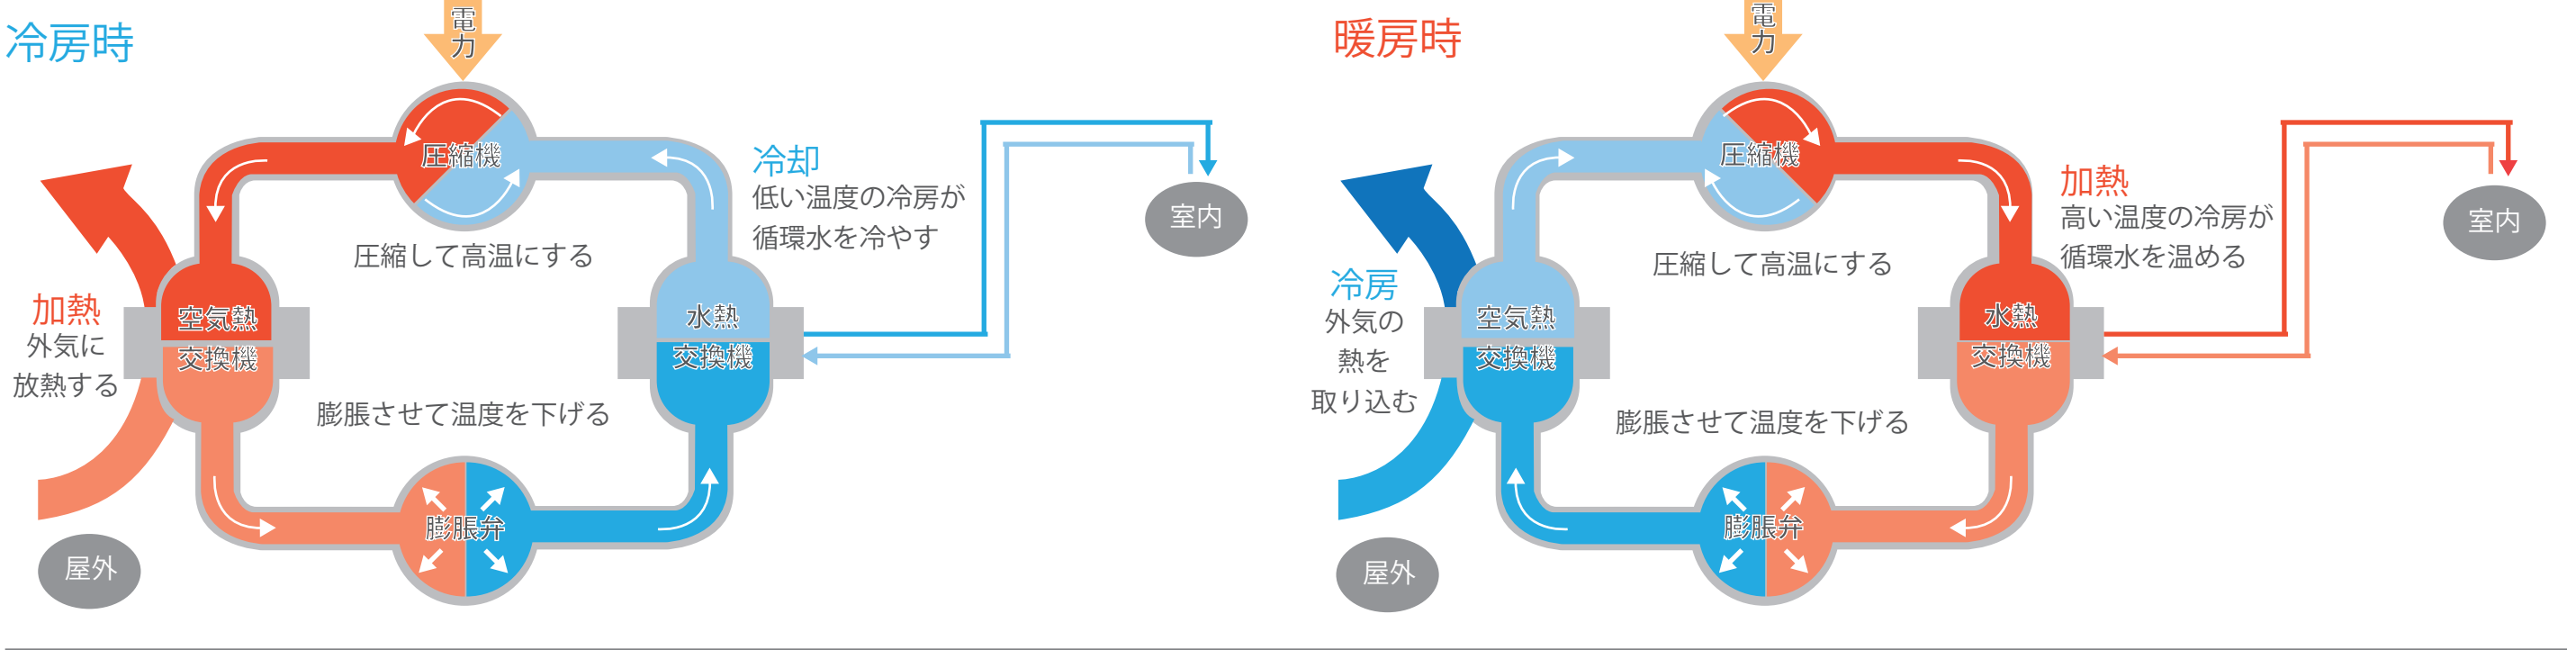 冷房時
電力
圧縮機
冷却
低い温度の冷房が
循環水を冷やす
室内
圧縮して高温にする
加熱
外気に
放熱する
空気熱
交換機
水熱
交換機
膨脹させて温度を下げる
膨脹弁
屋外
暖房時
電力
圧縮機
加熱
高い温度の冷房が
循環水を温める
室内
圧縮して高温にする
冷房
外気の
熱を
取り込む
空気熱
交換機
水熱
交換機
膨脹させて温度を下げる
膨脹弁
屋外